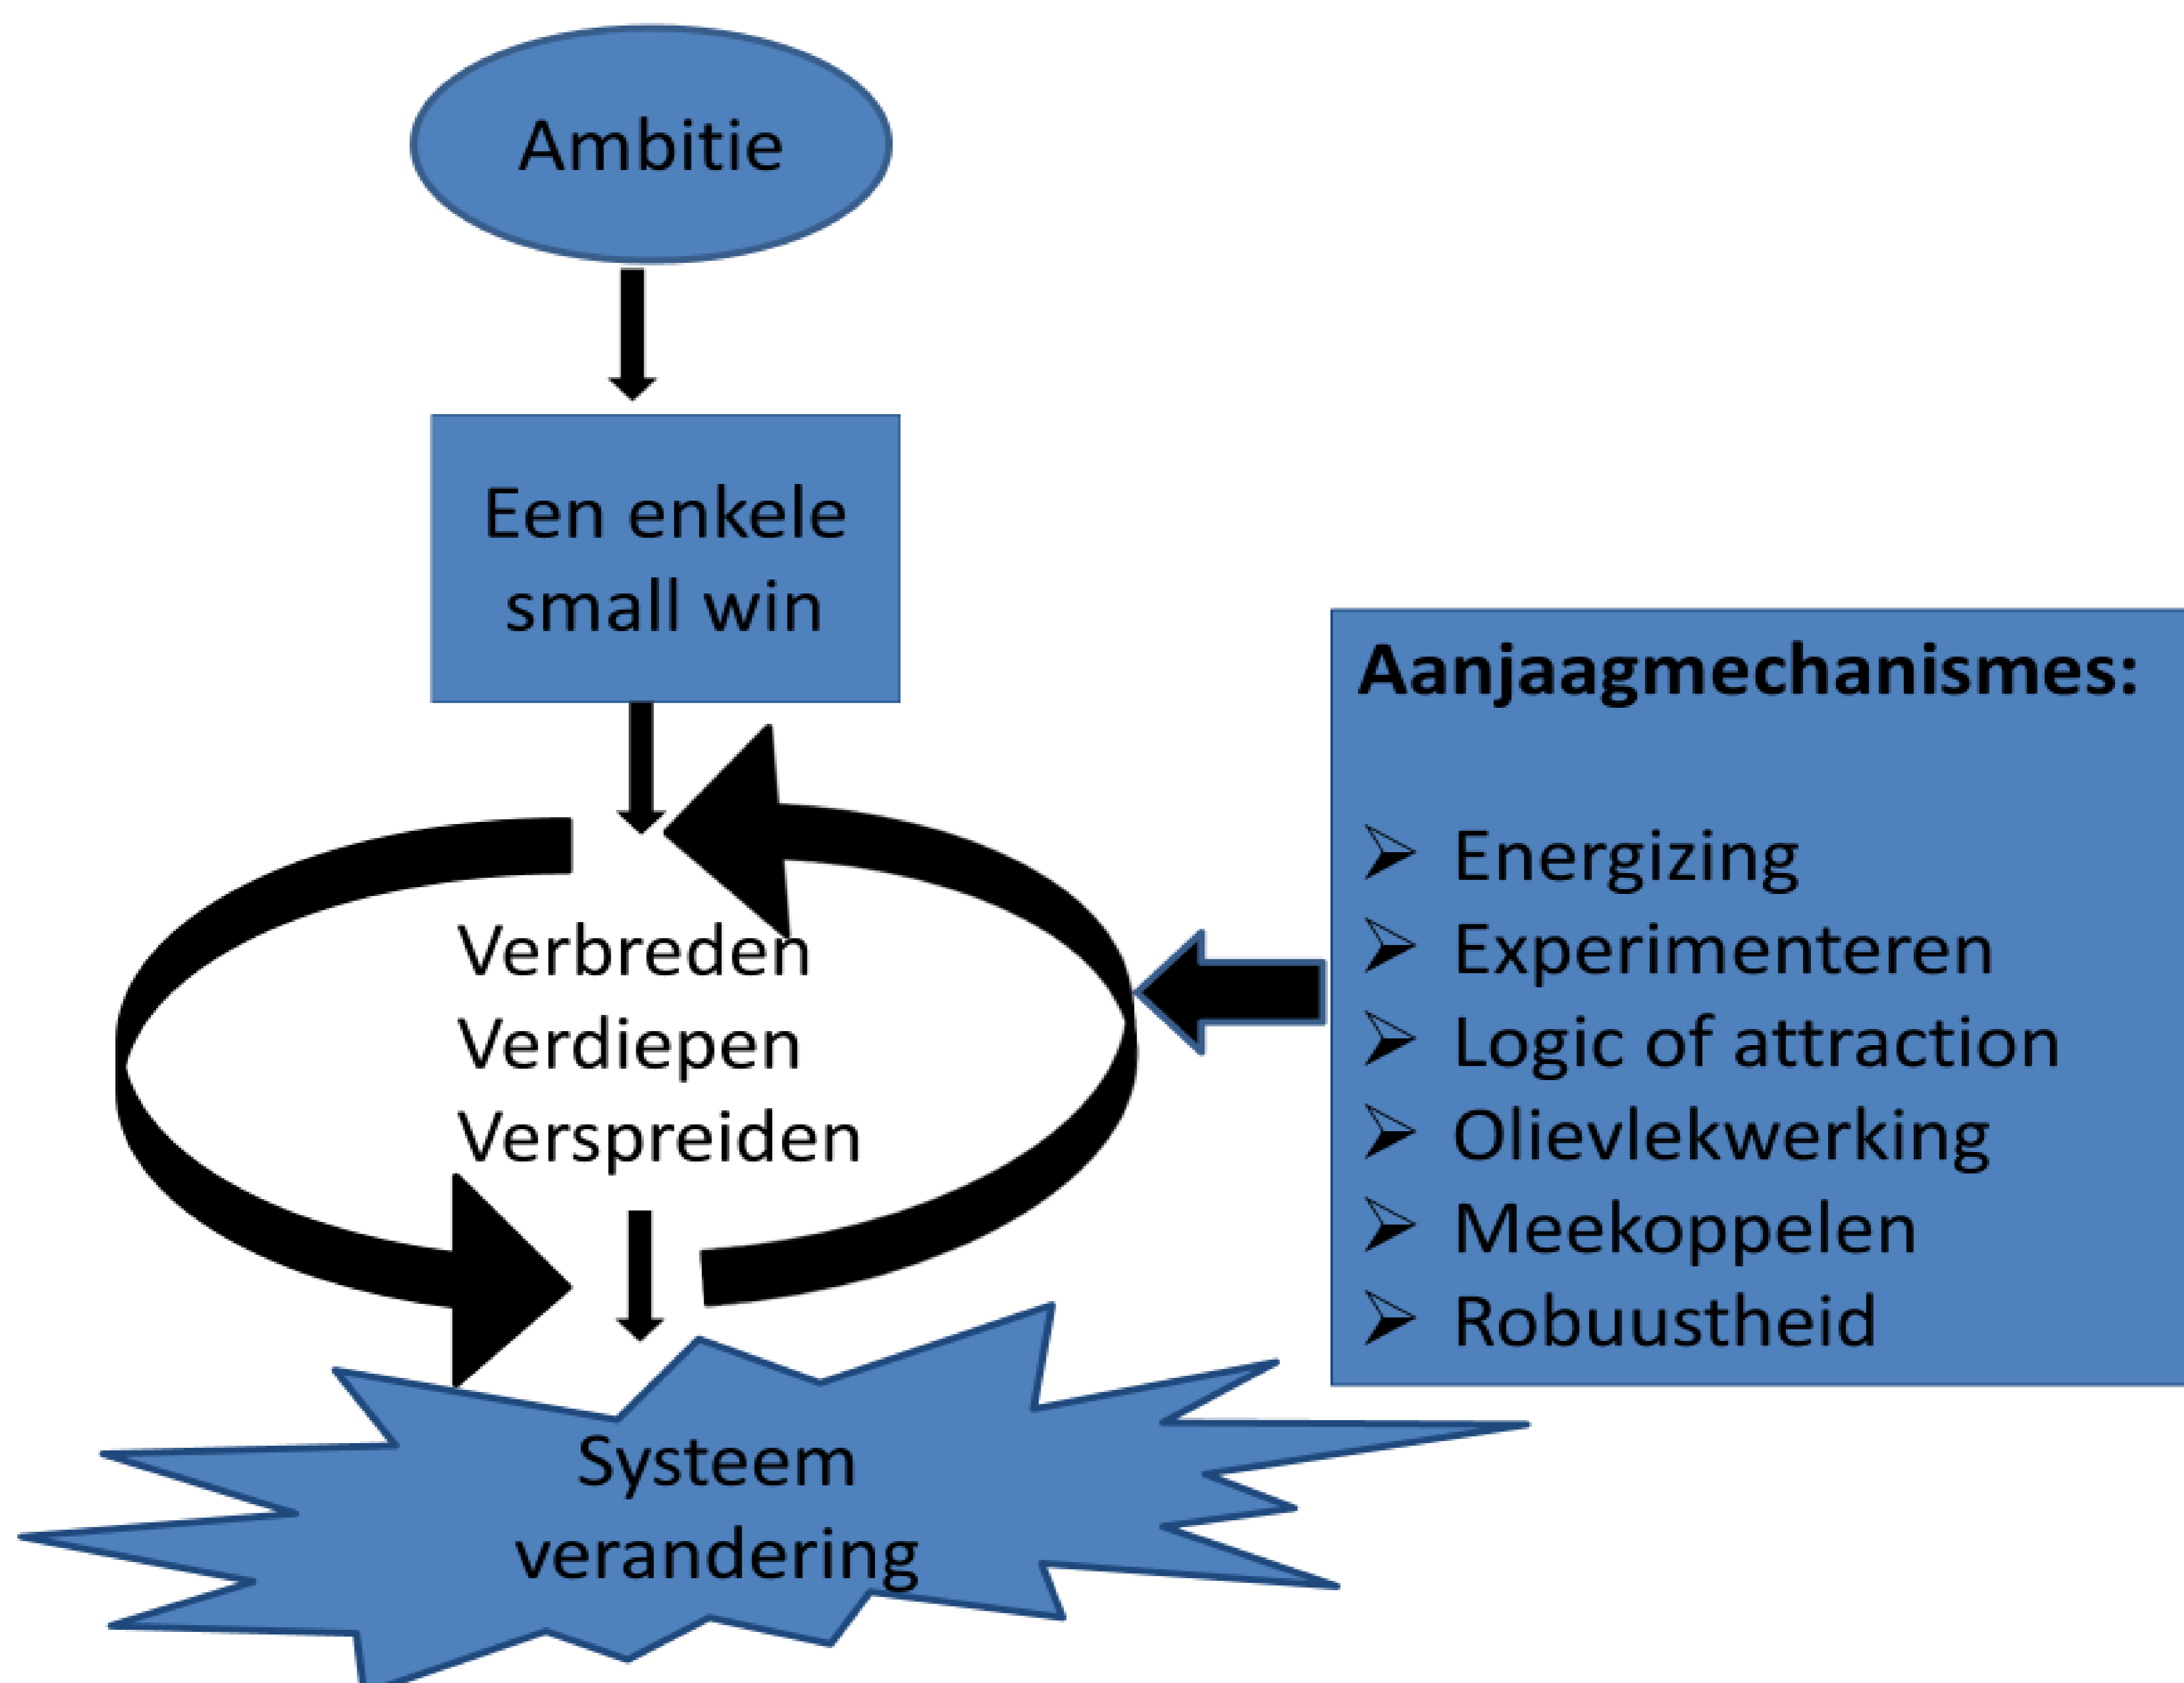 Ambitie
Een enkele
small win
Verbreden
Verdiepen
Verspreiden
Systeem
verandering
Aanjaagmechanismes:
Energizing
Experimenteren
Logic of attraction
Olievlekwerking
Meekoppelen
Robuustheid